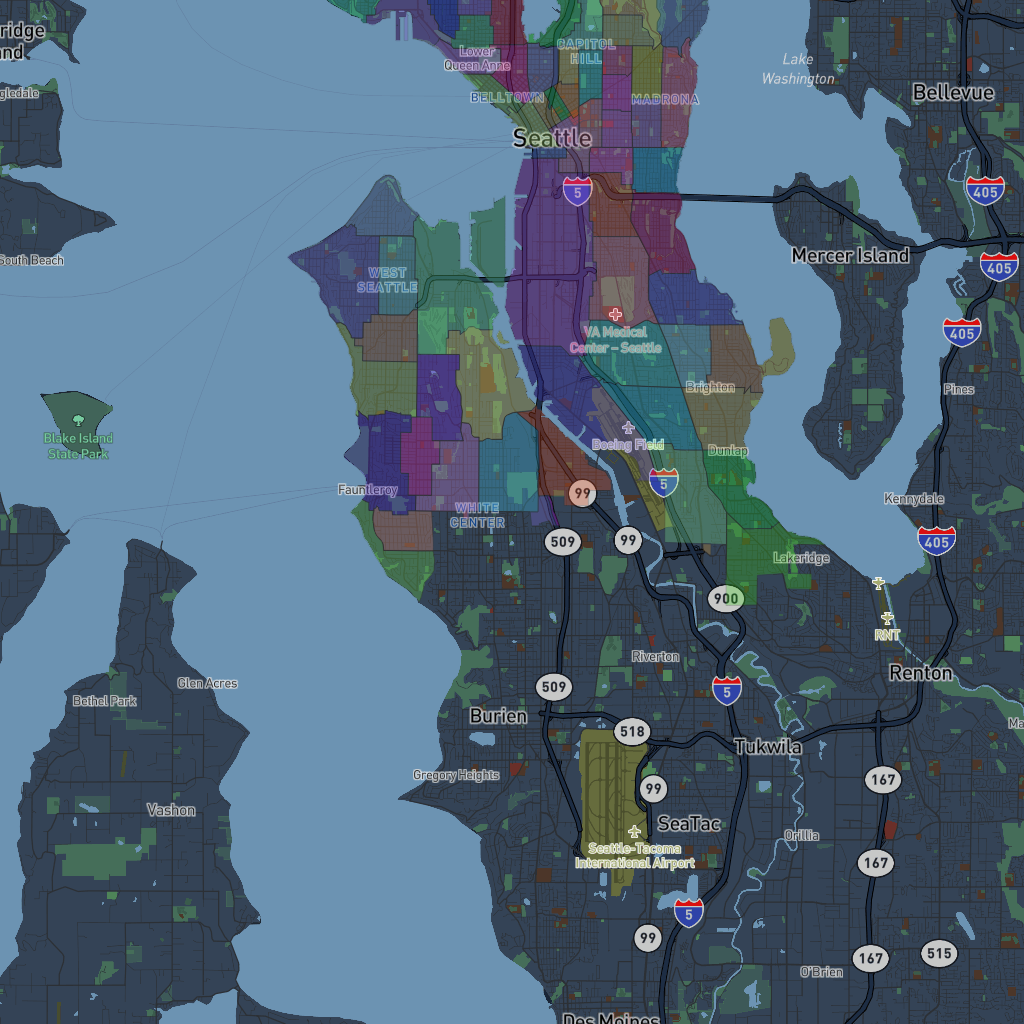 ridge
nd
gledale
South Beach
Lower
Queen Anne
CAPITOL
HILL
BELLTOWN
MADRONA
Seattle
Lake
Washington
Bellevue
5
405
Mercer Island
405
405
WEST
SEATTLE
VA Medical
Center – Seattle
Brighton
Pines
Blake Island
State Park
Boeing Field
Dunlap
5
99
Fauntleroy
WHITE
CENTER
Kennydale
509
99
405
Lakeridge
900
RNT
Riverton
Renton
Glen Acres
Bethel Park
509
5
Burien
518
Tukwila
Ma
Gregory Heights
99
167
Vashon
SeaTac
Orillia
Seattle-Tacoma
International Airport
167
5
99
515
167
O'Brien
Des Moines